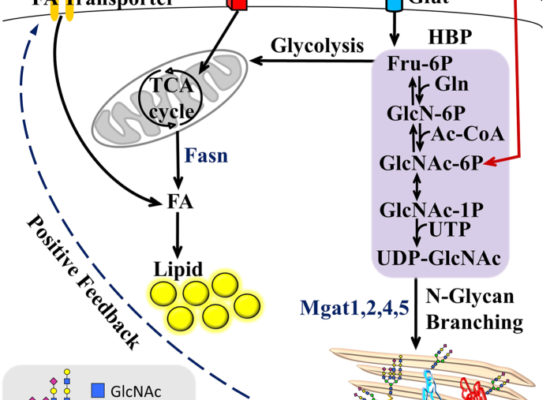 FA Transporter
Glut
Glycolysis
HBP
Fru-6P
Gln
GlcN-6P
Ac-CoA
GlcNAc-6P
GlcNAc-1P
UTP
UDP-GlcNAc
TCA
cycle
Fasn
FA
Lipid
Positive Feedback
Mgat1,2,4,5
N-Glycan
Branching
GlcNAc